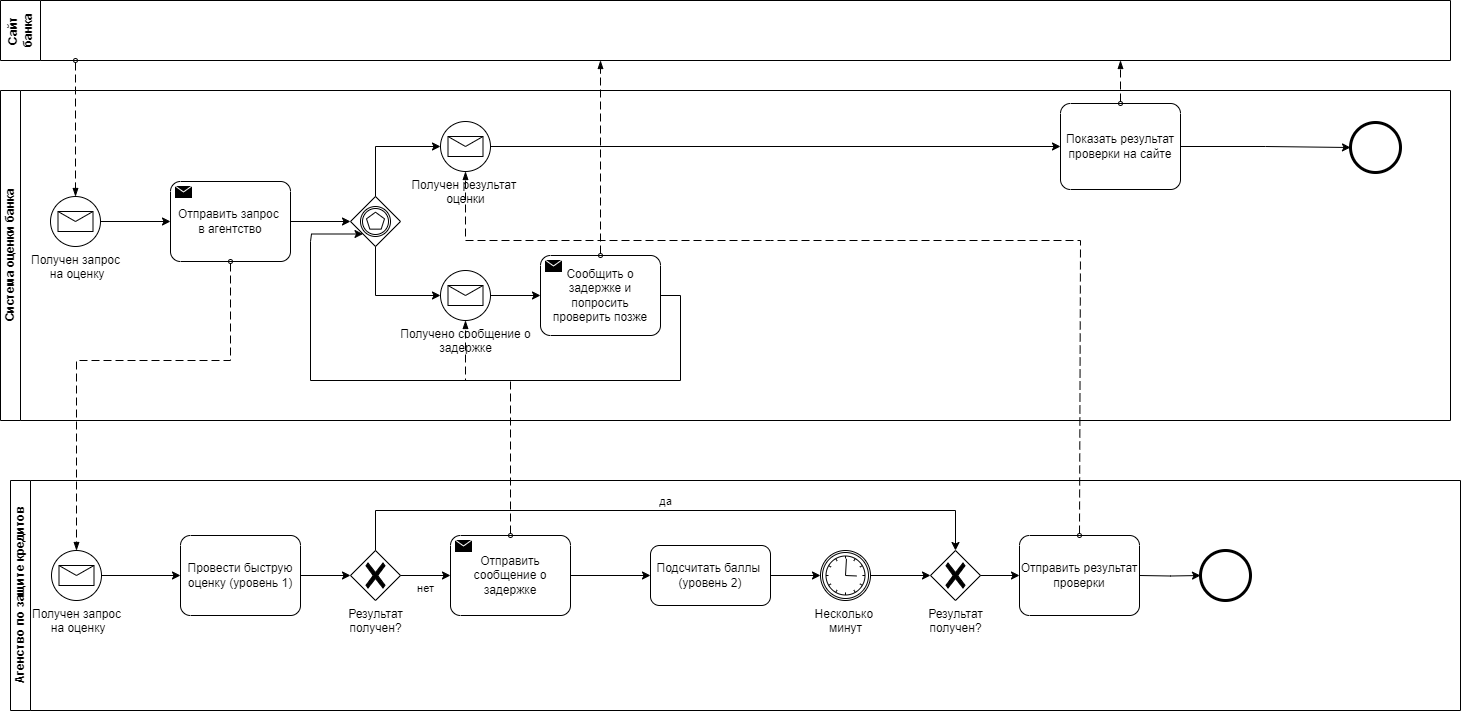 Сайт
банка
Система оценки банка
Получен запрос
на оценку
Отправить запрос
в агентство
Получен результат
оценки
Получено сообщение о
задержке
Сообщить о
задержке и
попросить
проверить позже
Показать результат
проверки на сайте
Агенство по защите кредитов
Получен запрос
на оценку
Провести быструю
оценку (уровень 1)
Результат
получен?
да
нет
Отправить
сообщение о
задержке
Подсчитать баллы
(уровень 2)
Несколько
минут
Результат
получен?
Отправить результат
проверки